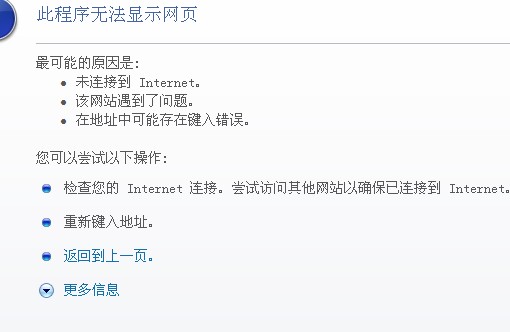 此程序无法显示网页
最可能的原因是:
未连接到 Internet。
该网站遇到了问题。
在地址中可能存在键入错误。
您可以尝试以下操作:
检查您的 Internet 连接。尝试访问其他网站以确保已连接到 Internet。
重新键入地址。
返回到上一页。
更多信息